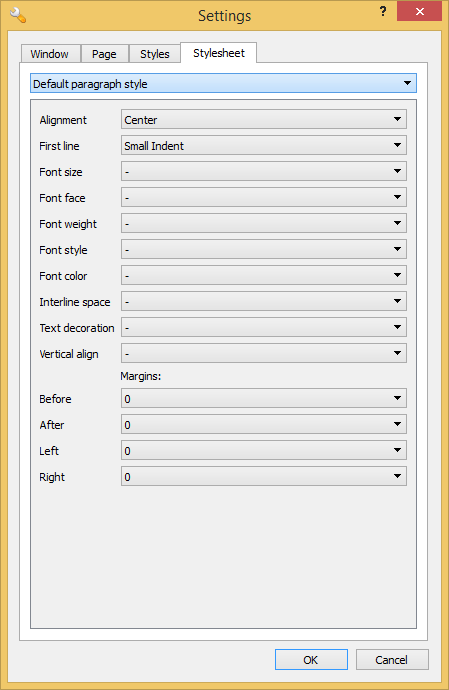 Settings
?
Window Page Styles Stylesheet
Default paragraph style
Alignment Center
First line Small Indent
Font size -
Font face -
Font weight -
Font style -
Font color -
Interline space -
Text decoration -
Vertical align -
Margins:
Before 0
After 0
Left 0
Right 0
OK Cancel